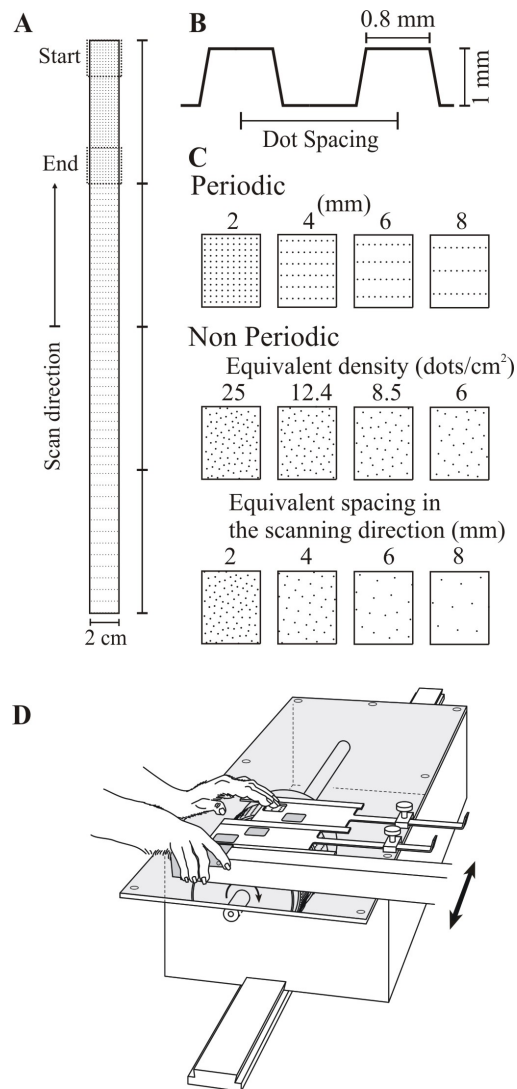 A
Start
End
Scan direction
2 cm
B
0.8 mm
1 mm
Dot Spacing
C
Periodic
(mm)
2 4 6 8
Non Periodic
Equivalent density (dots/cm²)
25 12.4 8.5 6
Equivalent spacing in
the scanning direction (mm)
2 4 6 8
D